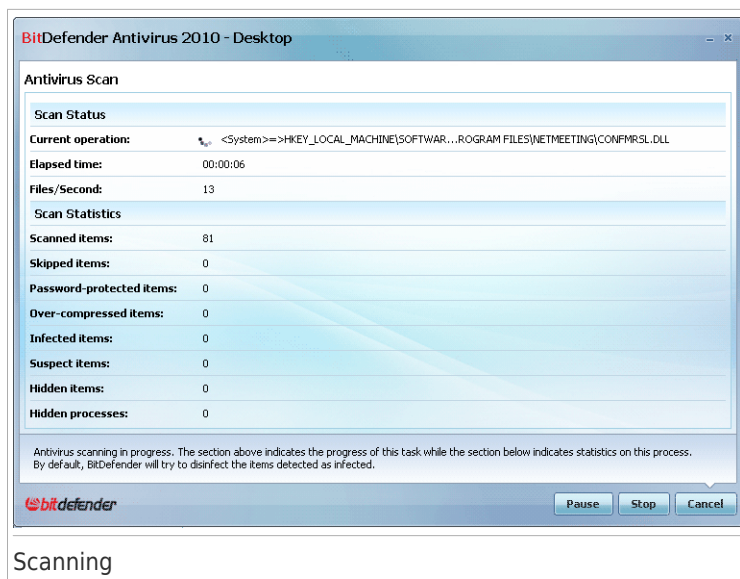 BitDefender Antivirus 2010 - Desktop
Antivirus Scan
Scan Status
Current operation: <System>=>HKEY_LOCAL_MACHINE\SOFTWAR...ROGRAM FILES\NETMEETING\CONFMRSL.DLL
Elapsed time: 00:00:06
Files/Second: 13
Scan Statistics
Scanned items: 81
Skipped items: 0
Password-protected items: 0
Over-compressed items: 0
Infected items: 0
Suspect items: 0
Hidden items: 0
Hidden processes: 0
Antivirus scanning in progress. The section above indicates the progress of this task while the section below indicates statistics on this process.
By default, BitDefender will try to disinfect the items detected as infected.
bitdefender Pause Stop Cancel
Scanning